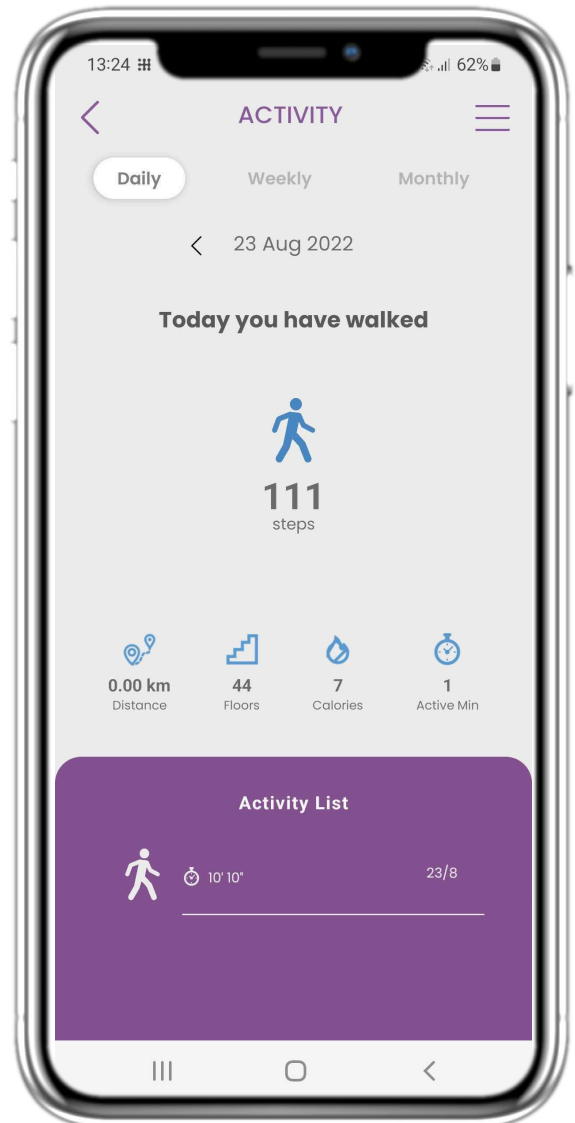 13:24 62%
ACTIVITY
Daily Weekly Monthly
23 Aug 2022
Today you have walked
111
steps
0.00 km 44 7 1
Distance Floors Calories Active Min
Activity List
10' 10" 23/8